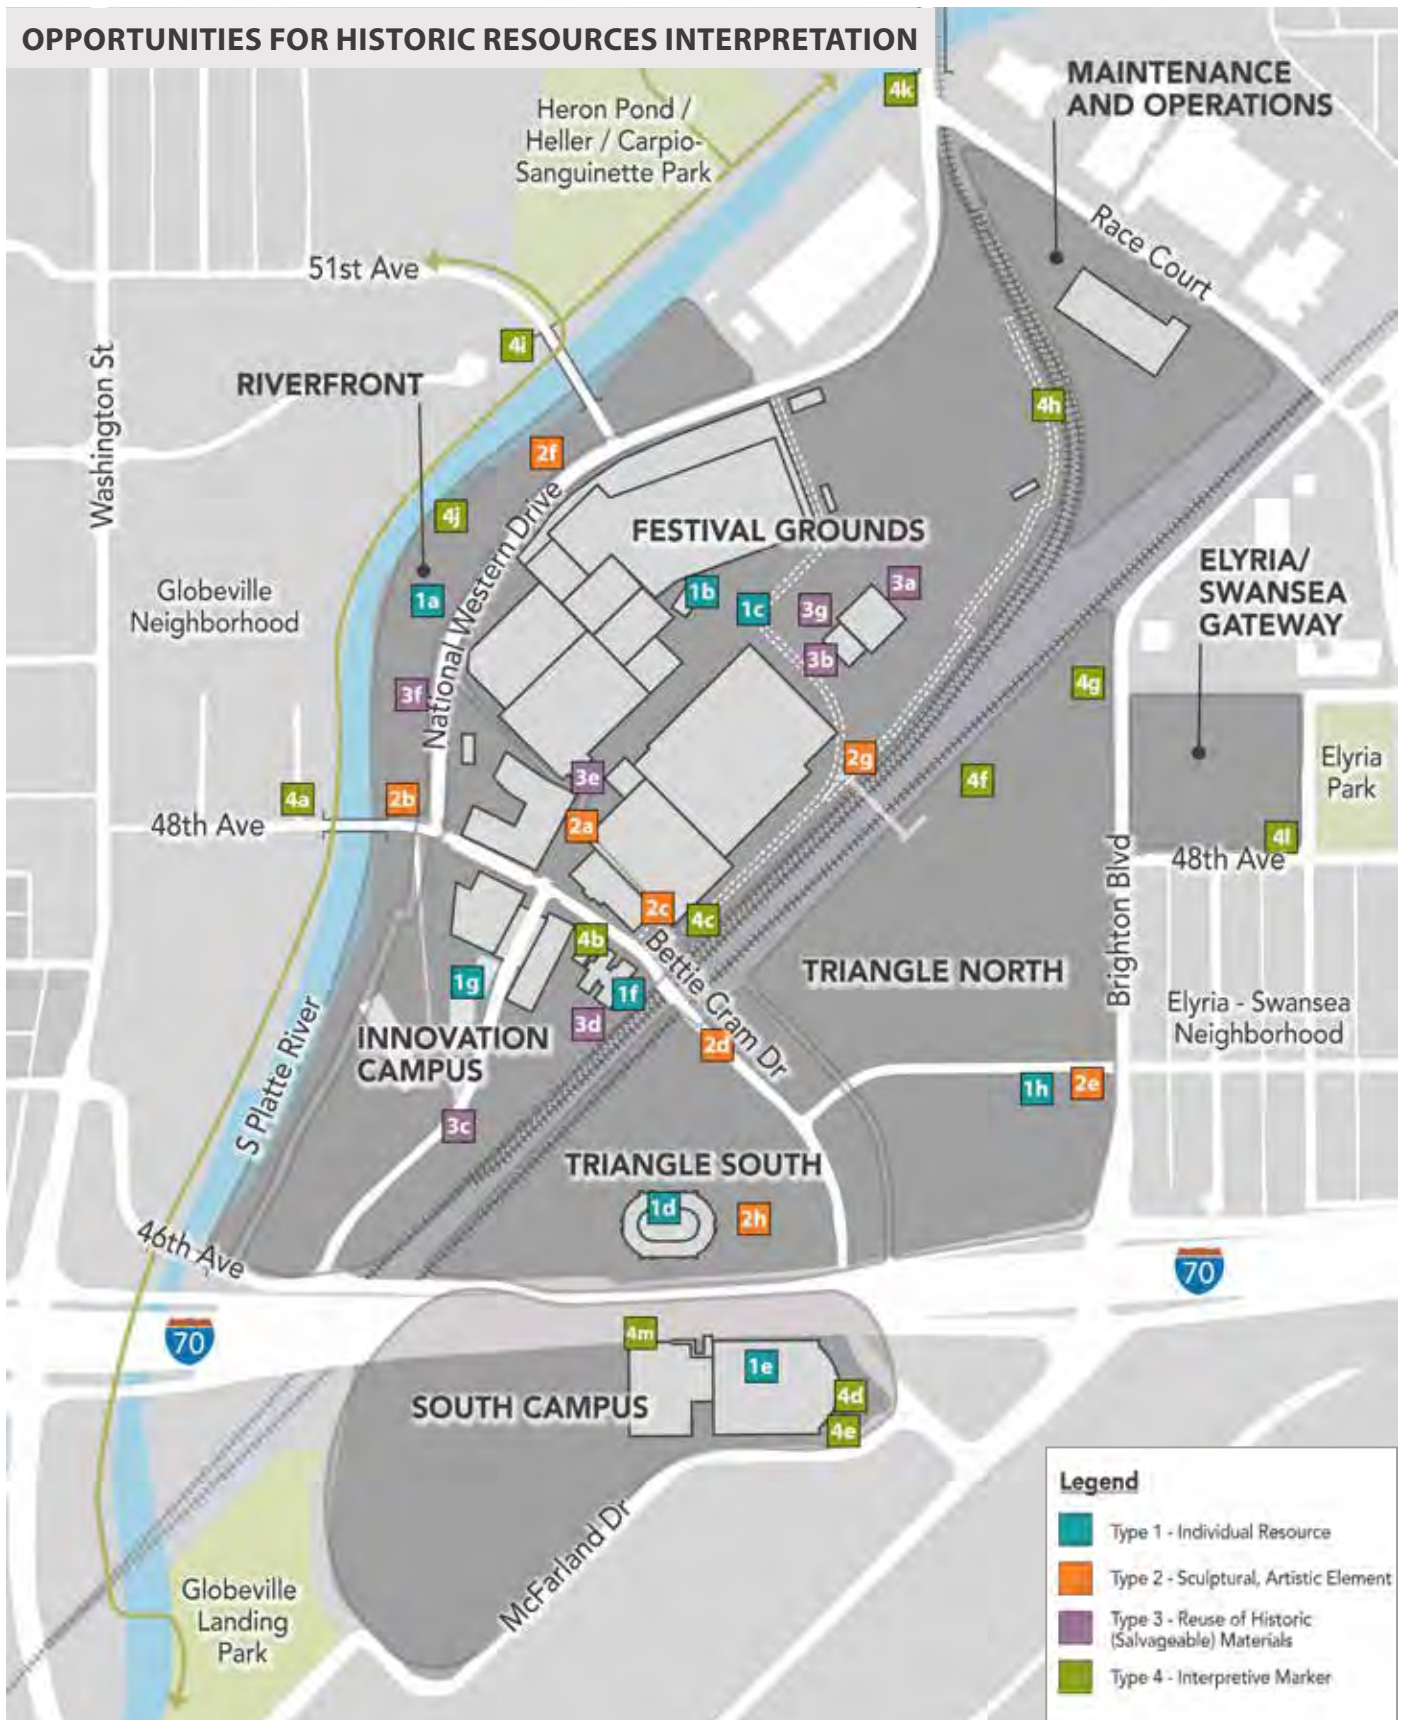 OPPORTUNITIES FOR HISTORIC RESOURCES INTERPRETATION
MAINTENANCE
AND OPERATIONS
4k
Heron Pond /
Heller / Carpio-
Sanguinette Park
Race Court
51st Ave
4i
RIVERFRONT
Washington St
4h
2f
4j
National Western Drive
FESTIVAL GROUNDS
ELYRIA/
SWANSEA
GATEWAY
Globeville
Neighborhood
1a
1b
1c
3g
3a
3b
3f
4g
2g
3e
4f
Elyria
Park
4a
2b
48th Ave
2a
4l
48th Ave
Brighton Blvd
2c
4c
4b
Bettie Cram Dr
TRIANGLE NORTH
1g
1f
3d
Elyria - Swansea
Neighborhood
INNOVATION
CAMPUS
2d
S Platte River
1h
2e
3c
TRIANGLE SOUTH
1d
2h
46th Ave
70
70
4m
1e
4d
4e
SOUTH CAMPUS
McFarland Dr
Globeville
Landing
Park
Legend
Type 1 - Individual Resource
Type 2 - Sculptural, Artistic Element
Type 3 - Reuse of Historic
(Salvageable) Materials
Type 4 - Interpretive Marker